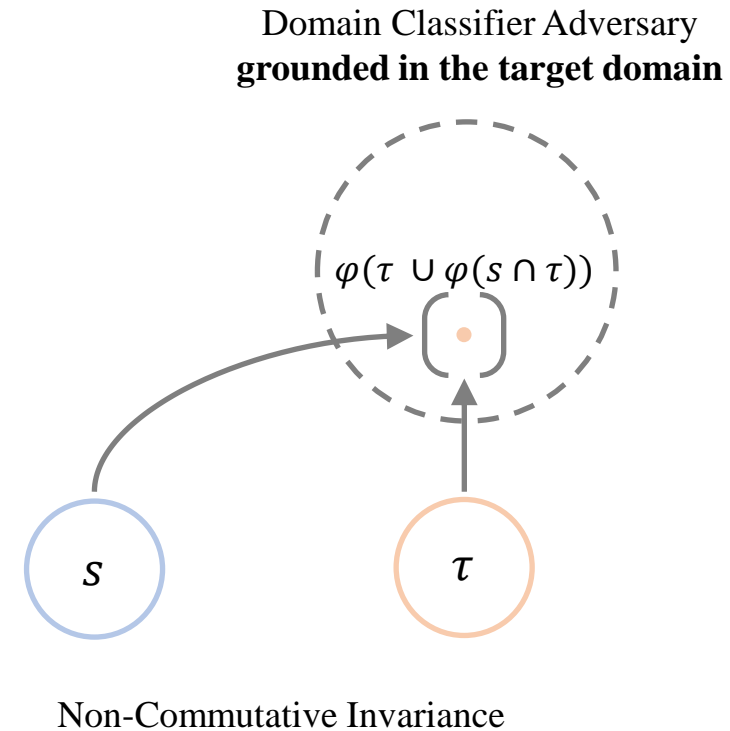 Domain Classifier Adversary
grounded in the target domain
φ(τ ∪ φ(s ∩ τ))
s
τ
Non-Commutative Invariance